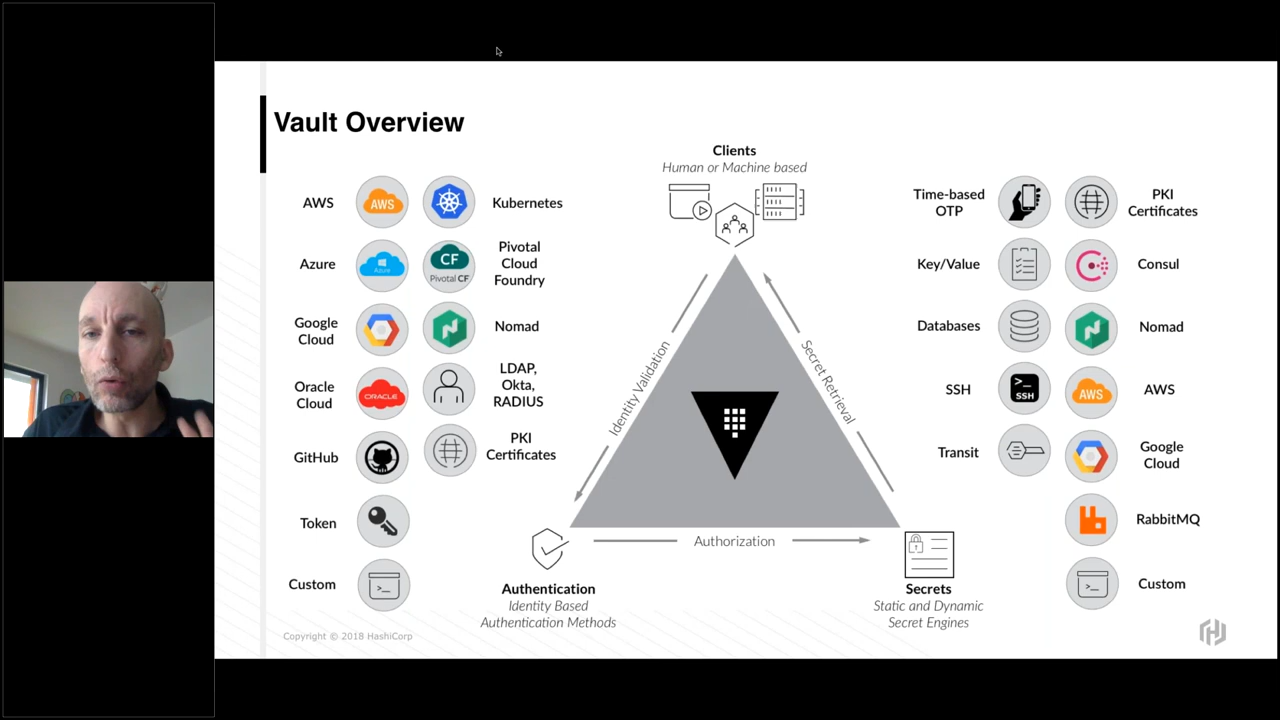 Vault Overview
Clients
Human or Machine based
AWS
AWS
Kubernetes
Azure
Azure
CF
Pivotal CF
Pivotal
Cloud
Foundry
Google
Cloud
Nomad
Oracle
Cloud
ORACLE
LDAP,
Okta,
RADIUS
GitHub
PKI
Certificates
Token
Custom
>_
Identity Validation
Secret Retrieval
Authorization
Authentication
Identity Based
Authentication Methods
Secrets
Static and Dynamic
Secret Engines
Time-based
OTP
PKI
Certificates
Key/Value
Consul
Databases
Nomad
SSH
>_
SSH
AWS
AWS
Transit
Google
Cloud
RabbitMQ
>_
Custom
Copyright © 2018 HashiCorp